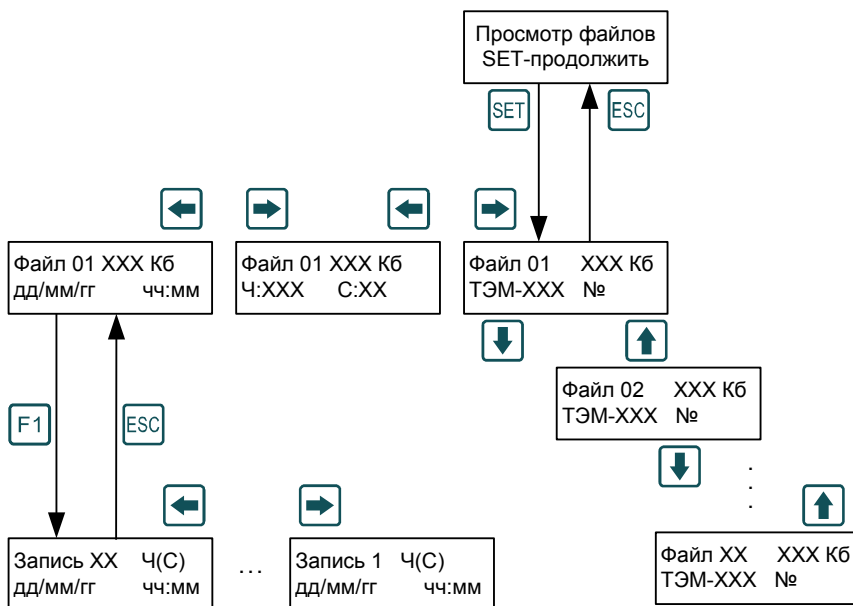 Просмотр файлов
SET-продолжить
SET
ESC
Файл 01 XXX Кб
дд/мм/гг чч:мм
Файл 01 XXX Кб
Ч:XXX С:XX
Файл 01 XXX Кб
ТЭМ-XXX №
Файл 02 XXX Кб
ТЭМ-XXX №
F1
ESC
.
.
.
Запись XX Ч(С)
дд/мм/гг чч:мм
...
Запись 1 Ч(С)
дд/мм/гг чч:мм
Файл XX XXX Кб
ТЭМ-XXX №